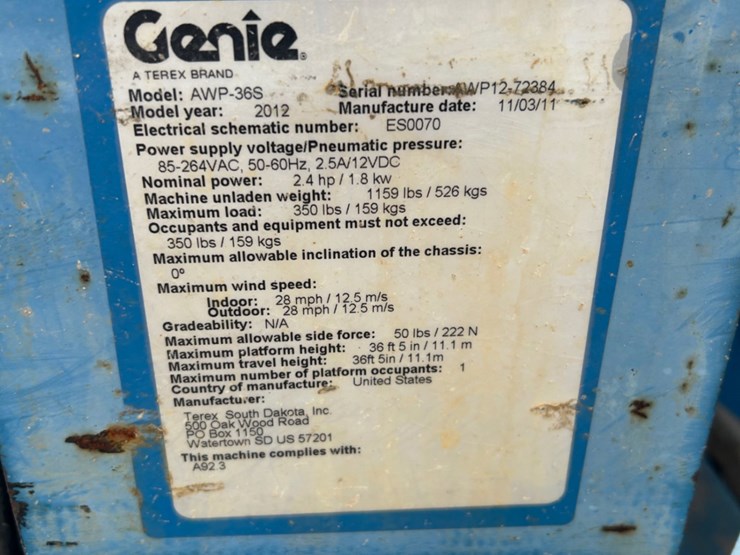 Genie
A TEREX BRAND
Model: AWP-36S Serial number: AWP12-72384
Model year: 2012 Manufacture date: 11/03/11
Electrical schematic number: ES0070
Power supply voltage/Pneumatic pressure:
85-264VAC, 50-60Hz, 2.5A/12VDC
Nominal power: 2.4 hp / 1.8 kw
Machine unladen weight: 1159 lbs / 526 kgs
Maximum load: 350 lbs / 159 kgs
Occupants and equipment must not exceed:
350 lbs / 159 kgs
Maximum allowable inclination of the chassis:
0°
Maximum wind speed:
Indoor: 28 mph / 12.5 m/s
Outdoor: 28 mph / 12.5 m/s
Gradeability: N/A
Maximum allowable side force: 50 lbs / 222 N
Maximum platform height: 36 ft 5 in / 11.1 m
Maximum travel height: 36ft 5in / 11.1m
Maximum number of platform occupants: 1
Country of manufacture: United States
Manufacturer:
Terex South Dakota, Inc.
500 Oak Wood Road
PO Box 1150
Watertown SD US 57201
This machine complies with:
A92.3